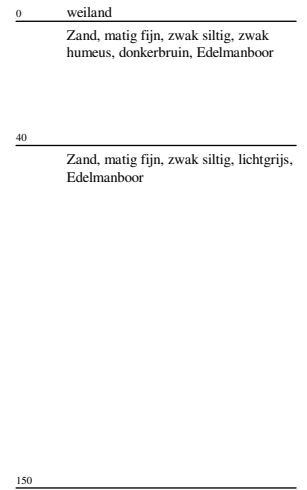 0 weiland
Zand, matig fijn, zwak siltig, zwak
humeus, donkerbruin, Edelmanboor
40
Zand, matig fijn, zwak siltig, lichtgrijs,
Edelmanboor
150